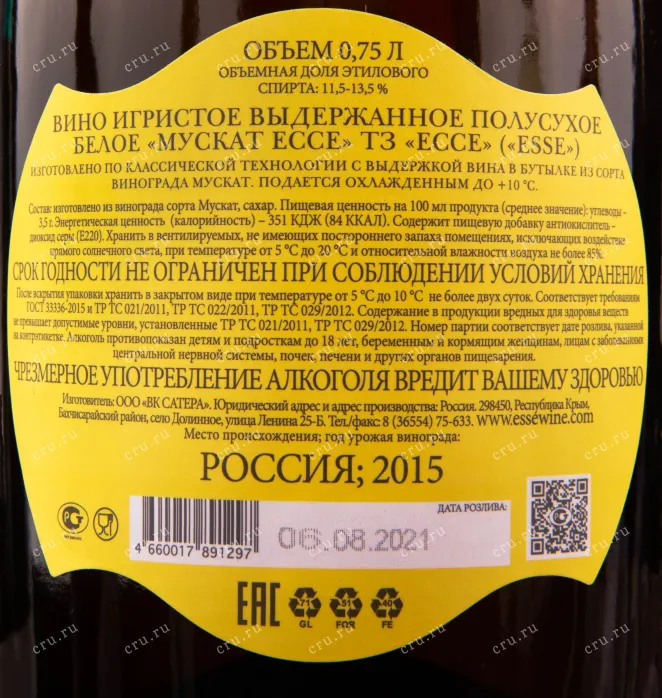 ОБЪЕМ 0,75 Л
ОБЪЕМНАЯ ДОЛЯ ЭТИЛОВОГО
СПИРТА: 11,5-13,5 %
ВИНО ИГРИСТОЕ ВЫДЕРЖАННОЕ ПОЛУСУХОЕ
БЕЛОЕ «МУСКАТ ЕССЕ» ТЗ «ЕССЕ» («ESSE»)
ИЗГОТОВЛЕНО ПО КЛАССИЧЕСКОЙ ТЕХНОЛОГИИ С ВЫДЕРЖКОЙ ВИНА В БУТЫЛКЕ ИЗ СОРТА
ВИНОГРАДА МУСКАТ. ПОДАЕТСЯ ОХЛАЖДЕННЫМ ДО +10 °C.
Состав: изготовлено из винограда сорта Мускат, сахар. Пищевая ценность на 100 мл продукта (среднее значение): углеводы -
3,5 г. Энергетическая ценность (калорийность) – 351 КДЖ (84 ККАЛ). Содержит пищевую добавку антиокислитель -
диоксид серы (E220). Хранить в вентилируемых, не имеющих постороннего запаха помещениях, исключающих воздействие
прямого солнечного света, при температуре от 5 °C до 20 °C и относительной влажности воздуха не более 85%.
СРОК ГОДНОСТИ НЕ ОГРАНИЧЕН ПРИ СОБЛЮДЕНИИ УСЛОВИЙ ХРАНЕНИЯ
После вскрытия упаковки хранить в закрытом виде при температуре от 5 °C до 10 °C не более двух суток. Соответствует требованиям
ГОСТ 33336-2015 и ТР ТС 021/2011, ТР ТС 022/2011, ТР ТС 029/2012. Содержание в продукции вредных для здоровья веществ
не превышает допустимые уровни, установленные ТР ТС 021/2011, ТР ТС 029/2012. Номер партии соответствует дате розлива, указанной
на контрэтикетке. Алкоголь противопоказан детям и подросткам до 18 лет, беременным и кормящим женщинам, лицам с заболеваниями
центральной нервной системы, почек, печени и других органов пищеварения.
ЧРЕЗМЕРНОЕ УПОТРЕБЛЕНИЕ АЛКОГОЛЯ ВРЕДИТ ВАШЕМУ ЗДОРОВЬЮ
Изготовитель: ООО «ВК САТЕРА». Юридический адрес и адрес производства: Россия. 298450, Республика Крым,
Бахчисарайский район, село Долинное, улица Ленина 25-Б. Тел./факс 8 (36554) 75-633. www.essewine.com
Место происхождения; год урожая винограда:
РОССИЯ; 2015
ДАТА РОЗЛИВА:
06.08.2021
4 660017 891297
ЕАС
71 51 40
GL FOR FE
cru.ru